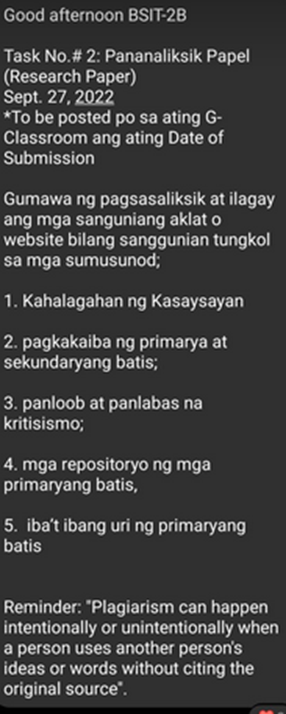 Good afternoon BSIT-2B
Task No.# 2: Pananaliksik Papel
(Research Paper)
Sept. 27, 2022
*To be posted po sa ating G-
Classroom ang ating Date of
Submission
Gumawa ng pagsasaliksik at ilagay
ang mga sanguniang aklat o
website bilang sanggunian tungkol
sa mga sumusunod;
1. Kahalagahan ng Kasaysayan
2. pagkakaiba ng primarya at
sekundaryang batis;
3. panloob at panlabas na
kritisismo;
4. mga repositoryo ng mga
primaryang batis,
5. iba't ibang uri ng primaryang
batis
Reminder: "Plagiarism can happen
intentionally or unintentionally when
a person uses another person's
ideas or words without citing the
original source".